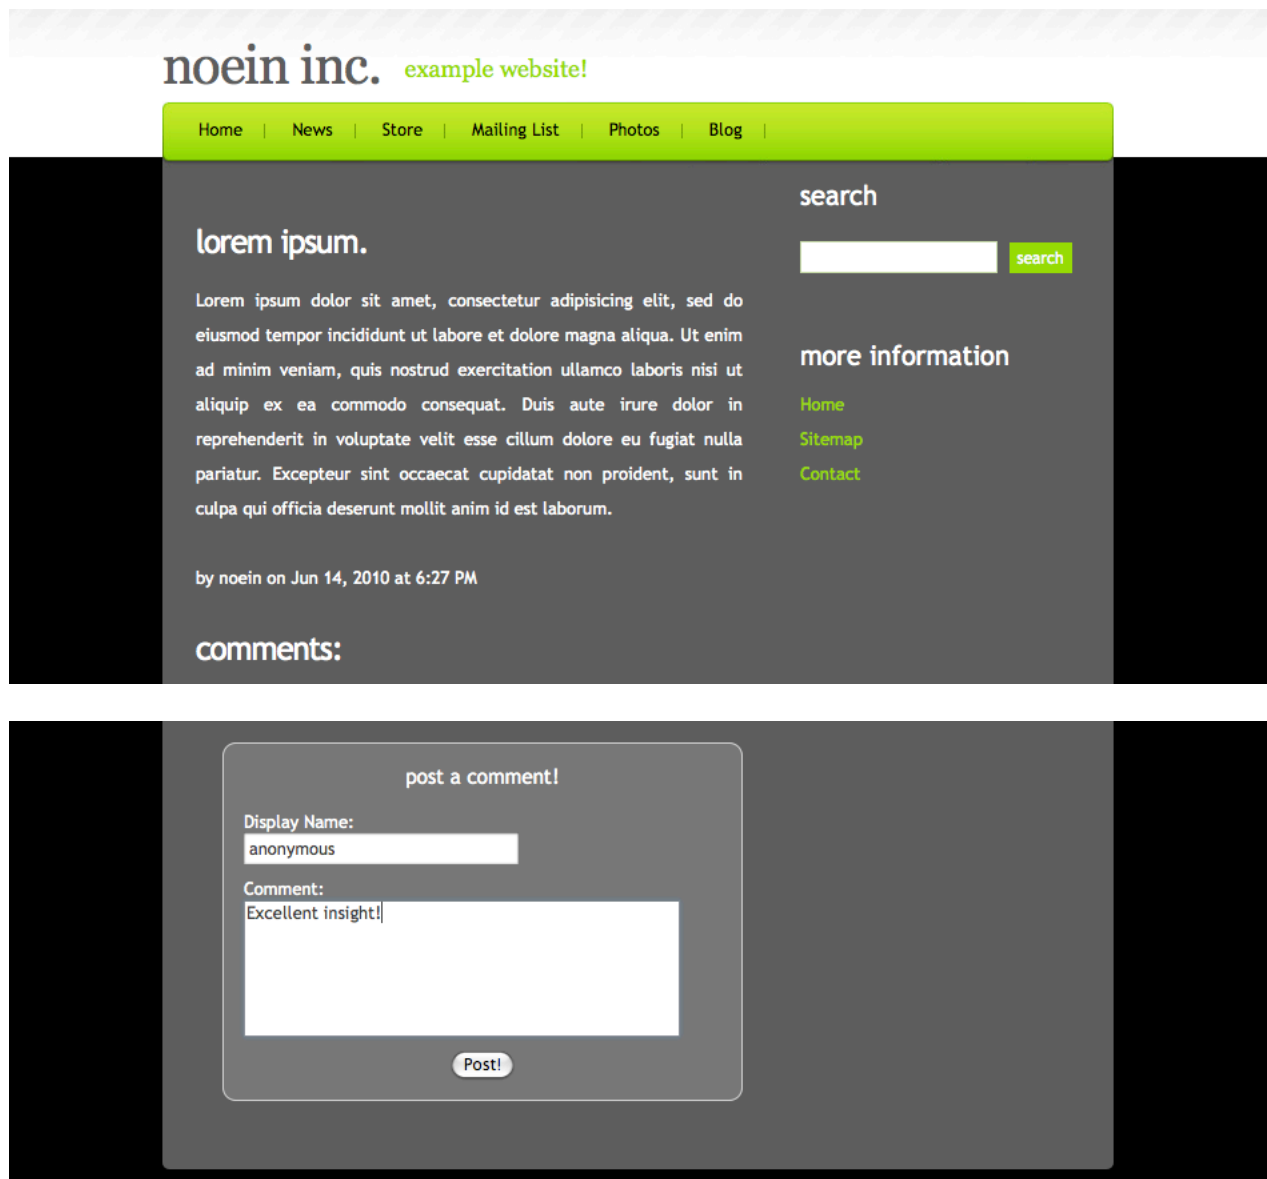 noein inc. example website!
Home | News | Store | Mailing List | Photos | Blog |
lorem ipsum.
Lorem ipsum dolor sit amet, consectetur adipisicing elit, sed do
eiusmod tempor incididunt ut labore et dolore magna aliqua. Ut enim
ad minim veniam, quis nostrud exercitation ullamco laboris nisi ut
aliquip ex ea commodo consequat. Duis aute irure dolor in
reprehenderit in voluptate velit esse cillum dolore eu fugiat nulla
pariatur. Excepteur sint occaecat cupidatat non proident, sunt in
culpa qui officia deserunt mollit anim id est laborum.
by noein on Jun 14, 2010 at 6:27 PM
comments:
search
search
more information
Home
Sitemap
Contact
post a comment!
Display Name:
anonymous
Comment:
Excellent insight!
Post!